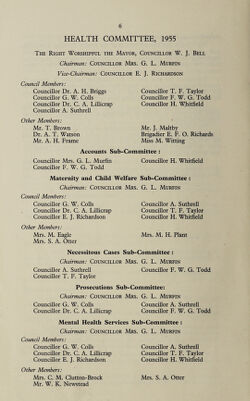 6
HEALTH COMMITTEE, 1955
THE RIGHT WORSHIPFUL THE MAYOR, COUNCILLOR W. J. BELL
Chairman: COUNCILLOR MRS. G. L. MERFIN
Vice-Chairman: COUNCILLOR E. J. RICHARDSON
Council Members:
Councillor Dr. A. H. Briggs Councillor T. F. Taylor
Councillor G. W. Colls Councillor F. W. G. Todd
Councillor Dr. C. A. Lillicrap Councillor H. Whitfield
Councillor A. Suthrell
Other Members:
Mr. T. Brown Mr. J. Maltby
Dr. A. T. Watson Brigadier E. F. O. Richards
Mr. A. H. Frame Miss M. Witting
Accounts Sub-Committee:
Councillor Mrs. G. L. Merfin Councillor H. Whitfield
Councillor F. W. G. Todd
Maternity and Child Welfare Sub-Committee:
Chairman: COUNCILLOR MRS. G. L. MERFIN
Council Members:
Councillor G. W. Colls Councillor A. Suthrell
Councillor Dr. C. A. Lillicrap Councillor T. F. Taylor
Councillor E. J. Richardson Councillor H. Whitfield
Other Members:
Mrs. M. Eagle Mrs. M. H. Plant
Mrs. S. A. Otter
Necessitous Cases Sub-Committee:
Chairman: COUNCILLOR MRS. G. L. MERFIN
Councillor A. Suthrell Councillor F. W. G. Todd
Councillor T. F. Taylor
Prosecutions Sub-Committee:
Chairman: COUNCILLOR MRS. G. L. MERFIN
Councillor G. W. Colls Councillor A. Suthrell
Councillor Dr. C. A. Lillicrap Councillor F. W. G. Todd
Mental Health Services Sub-Committee:
Chairman: COUNCILLOR MRS. G. L. MERFIN
Council Members:
Councillor G. W. Colls Councillor A. Suthrell
Councillor Dr. C. A. Lillicrap Councillor T. F. Taylor
Councillor E. J. Richardson Councillor H. Whitfield
Other Members:
Mrs. C. M. Clutton-Brock Mrs. S. A. Otter
Mr. W. K. Newstead